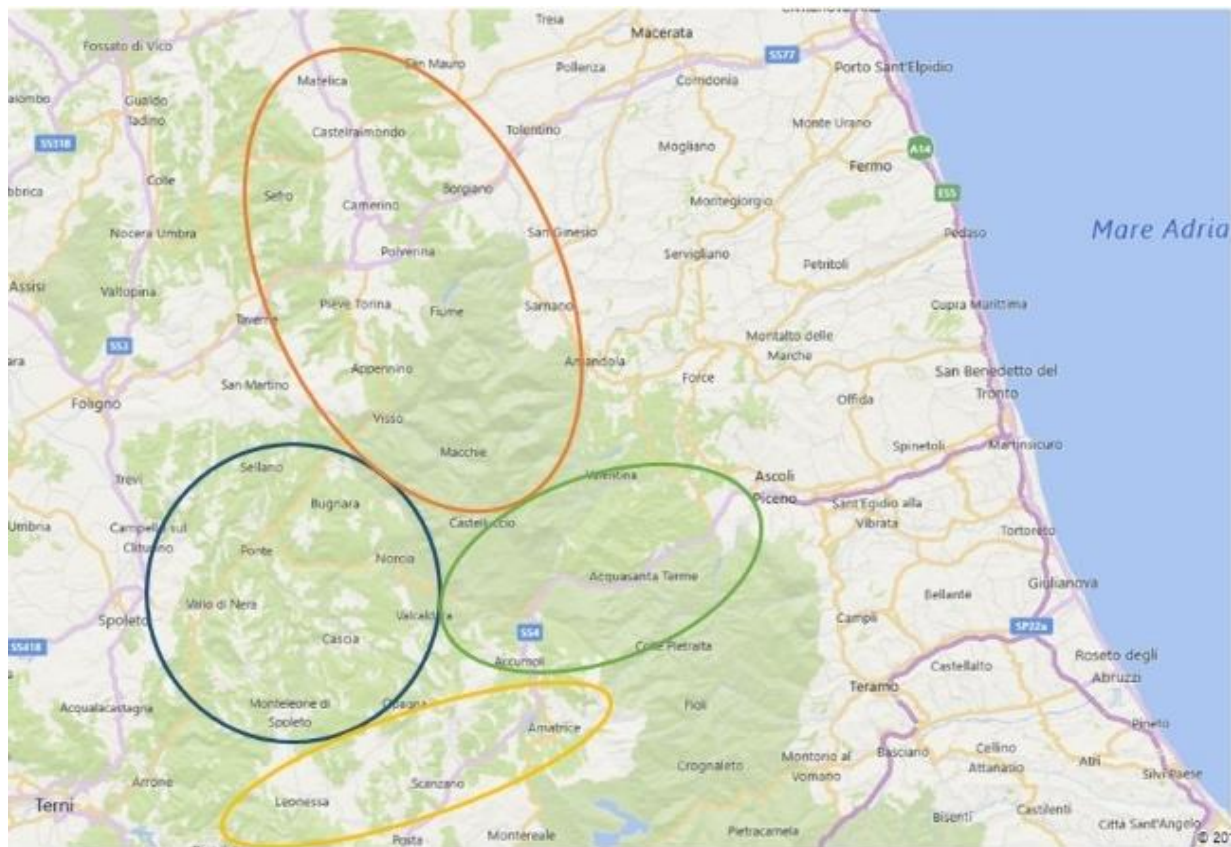 Tresa
Macerata
Fossato di Vico
San Mauro
Pollenza
SS77
Porto Sant'Elpidio
Matelica
Corridonia
Gualdo
Tadino
Castelraimondo
Tolentino
Monte Urano
SS318
Mogliano
A14
Fermo
Colle
Sefro
Borgiano
Camerino
Montegiorgio
E55
Nocera Umbra
San Ginesio
Pedaso
Mare Adria
Polverina
Servigliano
Petritoli
Assisi
Valtopina
Pieve Torina
Fiume
Sarnano
Cupra Marittima
Taverne
SS3
Montalto delle
Marche
Amandola
Appennino
Force
San Benedetto del
Tronto
San Martino
Foligno
Offida
Visso
Spinetoli
Martinsicuro
Macchie
Sellano
Trevi
Valentina
Ascoli
Piceno
Bugnara
Sant'Egidio alla
Vibrata
Umbria
Campello sul
Clitunno
Castelluccio
Tortoreto
Ponte
Norcia
Acquasanta Terme
Giulianova
Bellante
Vallo di Nera
Spoleto
Valcaldara
Campli
SS4
SP22a
Cascia
SS418
Colle Pietralta
Accumoli
Castellalto
Roseto degli
Abruzzi
Teramo
Acqualacastagna
Monteleone di
Spoleto
Opagna
Fioli
Amatrice
Pineto
Montorio al
Vomano
Basciano
Cellino
Attanasio
Atri
Crognaleto
Silvi Paese
Arrone
Scanzano
Terni
Leonessa
Castilenti
Bisenti
Città Sant'Angelo
Posta
Montereale
Pietracamela
© 20